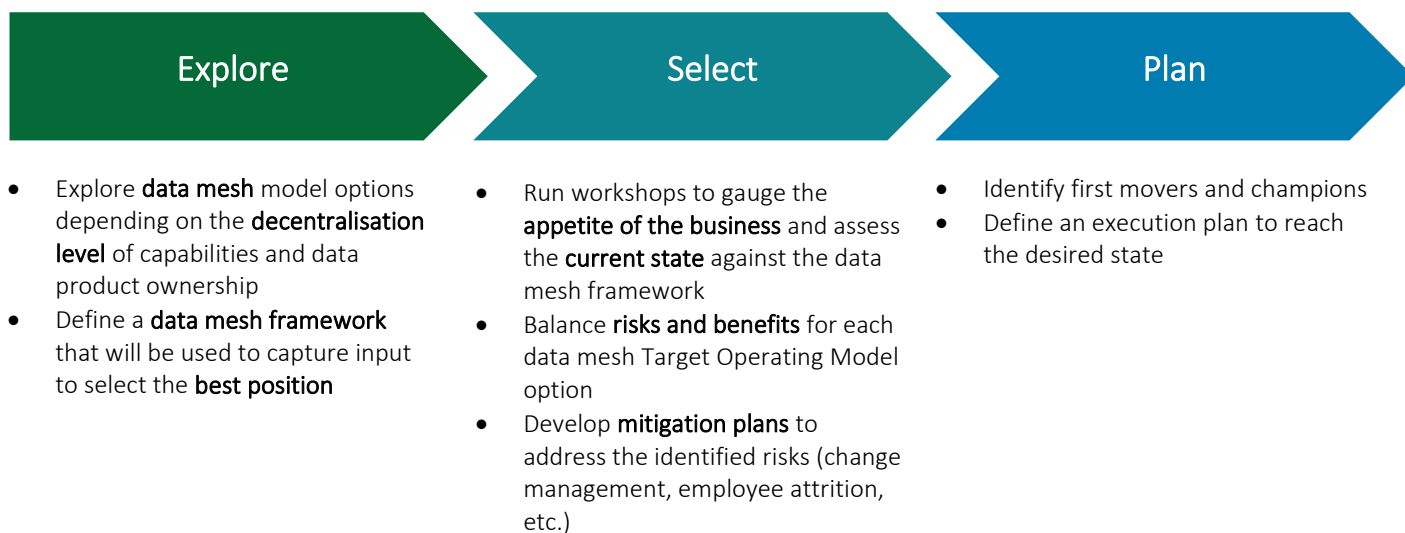 Explore
Select
Plan
• Explore data mesh model options
depending on the decentralisation
level of capabilities and data
product ownership
• Define a data mesh framework
that will be used to capture input
to select the best position
• Run workshops to gauge the
appetite of the business and assess
the current state against the data
mesh framework
• Balance risks and benefits for each
data mesh Target Operating Model
option
• Develop mitigation plans to
address the identified risks (change
management, employee attrition,
etc.)
• Identify first movers and champions
• Define an execution plan to reach
the desired state